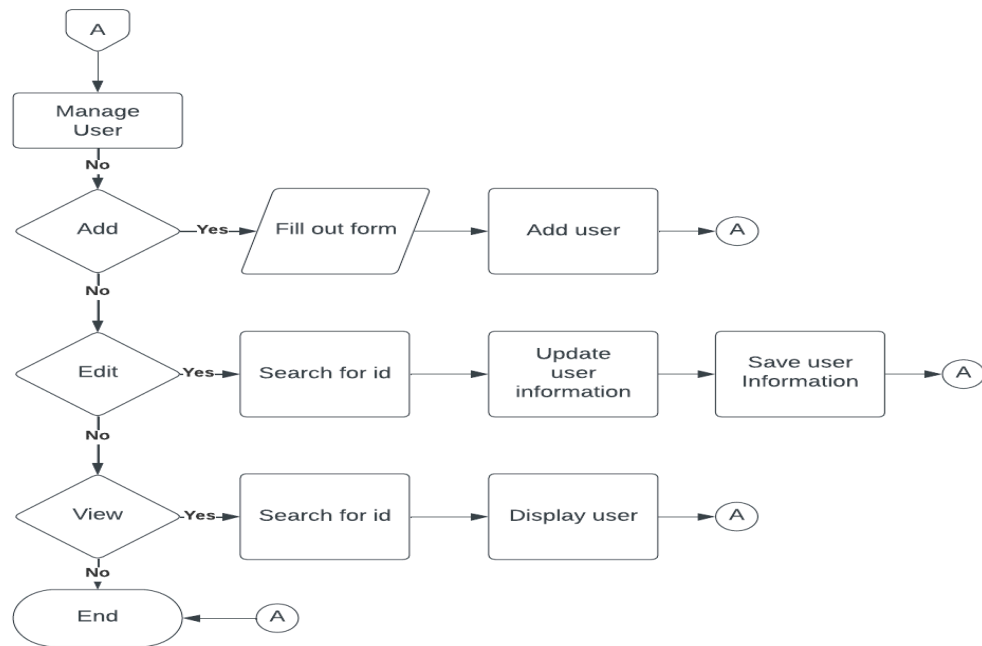 A
Manage
User
No
Add
Yes
Fill out form
Add user
A
No
Edit
Yes
Search for id
Update
user
information
Save user
Information
A
No
View
Yes
Search for id
Display user
A
No
End
A